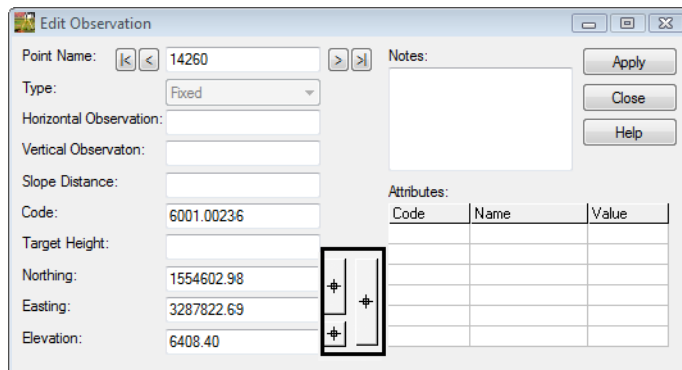 Edit Observation
Point Name: |< < 14260 > >|
Type: Fixed
Horizontal Observation:
Vertical Observaton:
Slope Distance:
Code: 6001.00236
Target Height:
Northing: 1554602.98
Easting: 3287822.69
Elevation: 6408.40
Notes:
Apply
Close
Help
Attributes:
Code Name Value